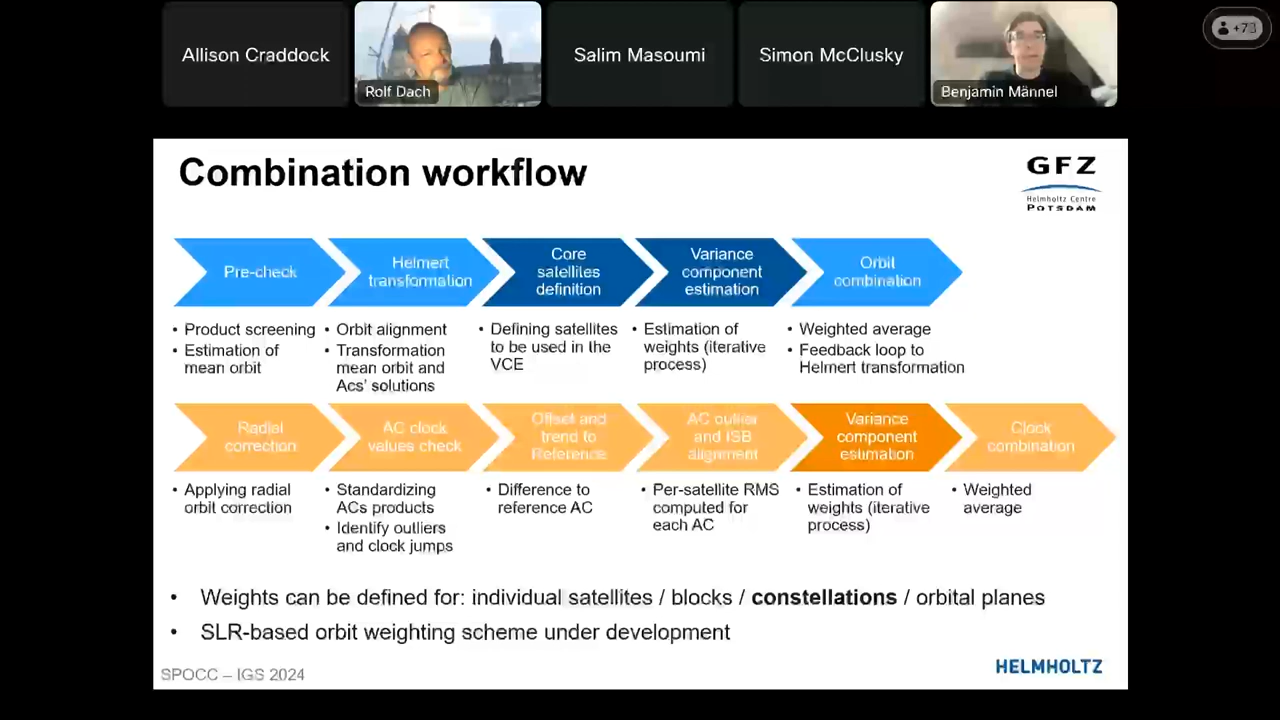 Allison Craddock
Rolf Dach
Salim Masoumi
Simon McClusky
Benjamin Männel
+73
Combination workflow
GFZ
Helmholtz Centre
POTSDAM
Pre-check
Helmert
transformation
Core
satellites
definition
Variance
component
estimation
Orbit
combination
• Product screening
• Estimation of
mean orbit
• Orbit alignment
• Transformation
mean orbit and
Acs' solutions
• Defining satellites
to be used in the
VCE
• Estimation of
weights (iterative
process)
• Weighted average
• Feedback loop to
Helmert transformation
Radial
correction
AC clock
values check
Offset and
trend to
Reference
AC outlier
and ISB
alignment
Variance
component
estimation
Clock
combination
• Applying radial
orbit correction
• Standardizing
ACs products
• Identify outliers
and clock jumps
• Difference to
reference AC
• Per-satellite RMS
computed for
each AC
• Estimation of
weights (iterative
process)
• Weighted
average
• Weights can be defined for: individual satellites / blocks / constellations / orbital planes
• SLR-based orbit weighting scheme under development
SPOCC – IGS 2024
HELMHOLTZ